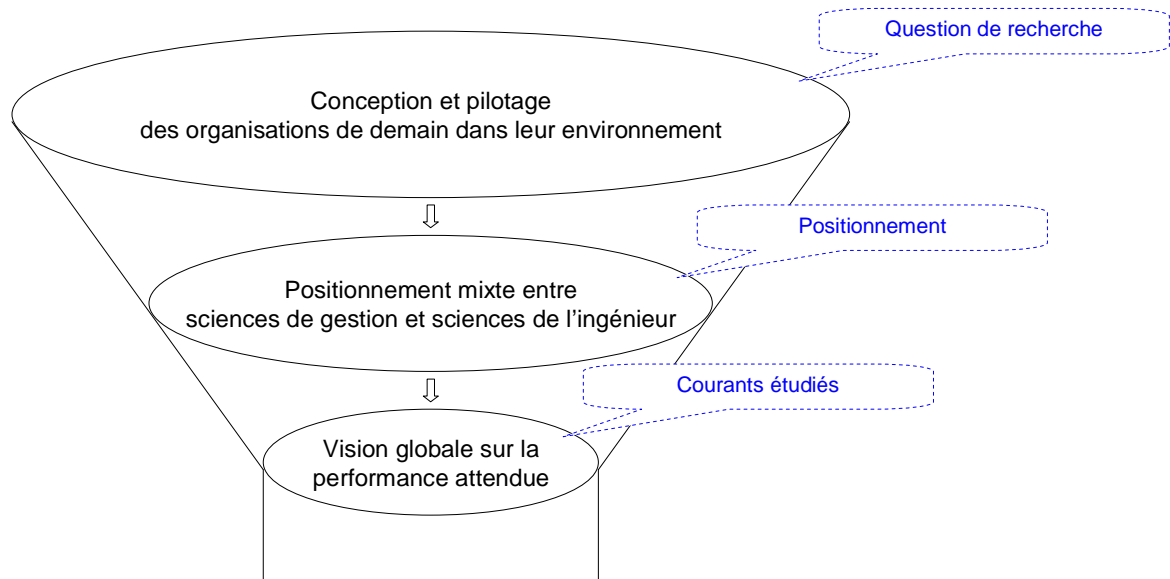 Question de recherche
Conception et pilotage
des organisations de demain dans leur environnement
Positionnement
Positionnement mixte entre
sciences de gestion et sciences de l’ingénieur
Courants étudiés
Vision globale sur la
performance attendue